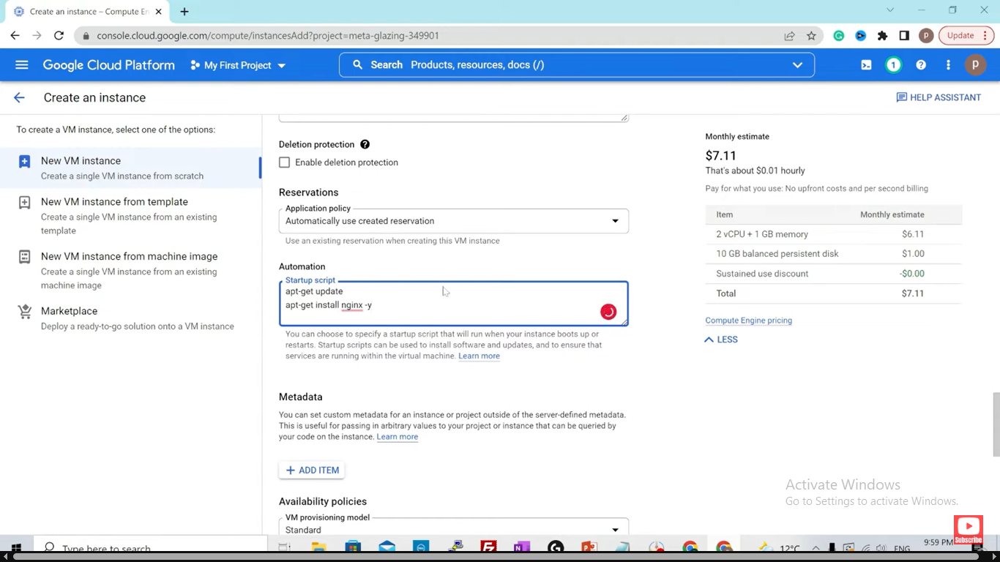 Create an instance – Compute En
console.cloud.google.com/compute/instancesAdd?project=meta-glazing-349901
p
Update
Google Cloud Platform
My First Project
Search Products, resources, docs (/)
1
p
Create an instance
HELP ASSISTANT
To create a VM instance, select one of the options:
New VM instance
Create a single VM instance from scratch
New VM instance from template
Create a single VM instance from an existing
template
New VM instance from machine image
Create a single VM instance from an existing
machine image
Marketplace
Deploy a ready-to-go solution onto a VM instance
Deletion protection
Enable deletion protection
Reservations
Application policy
Automatically use created reservation
Use an existing reservation when creating this VM instance
Automation
Startup script
apt-get update
apt-get install nginx -y
You can choose to specify a startup script that will run when your instance boots up or
restarts. Startup scripts can be used to install software and updates, and to ensure that
services are running within the virtual machine. Learn more
Metadata
You can set custom metadata for an instance or project outside of the server-defined metadata.
This is useful for passing in arbitrary values to your project or instance that can be queried by
your code on the instance. Learn more
+ ADD ITEM
Availability policies
VM provisioning model
Standard
Monthly estimate
$7.11
That's about $0.01 hourly
Pay for what you use: No upfront costs and per second billing
Item Monthly estimate
2 vCPU + 1 GB memory $6.11
10 GB balanced persistent disk $1.00
Sustained use discount -$0.00
Total $7.11
Compute Engine pricing
LESS
Activate Windows
Go to Settings to activate Windows.
Subscribe
Type here to search
12°C
ENG
9:59 PM